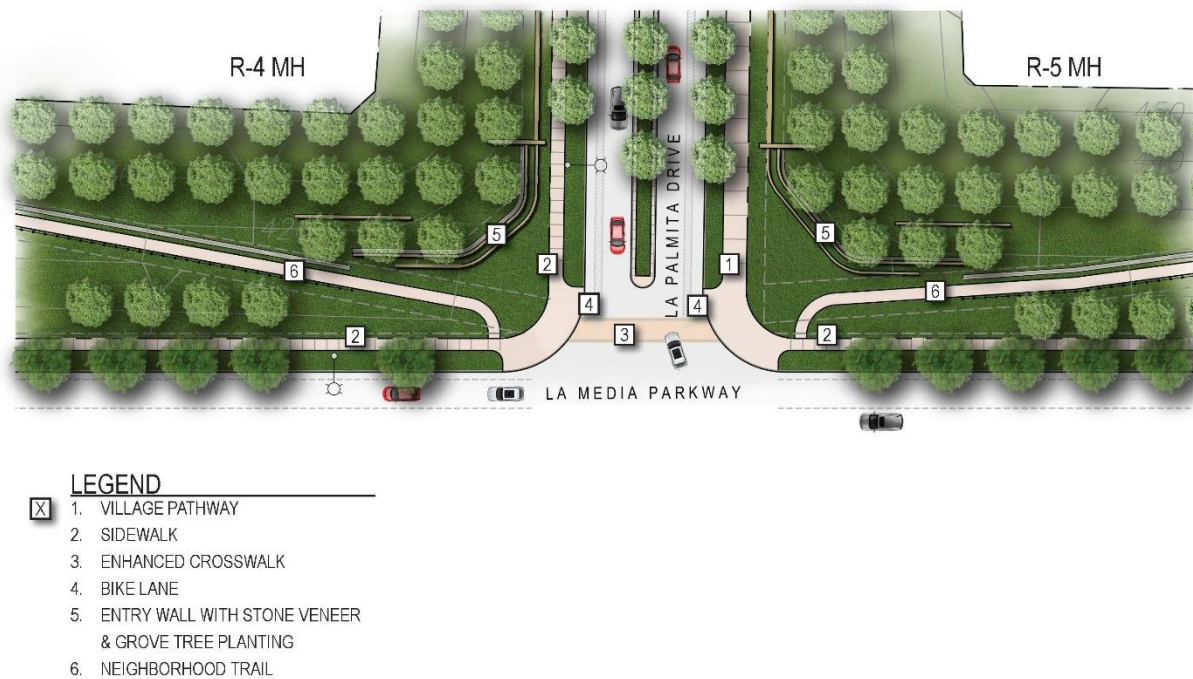 R-4 MH
R-5 MH
450
LA PALMITA DRIVE
5
5
6
2
1
6
4
4
2
3
2
LA MEDIA PARKWAY
LEGEND
X
1. VILLAGE PATHWAY
2. SIDEWALK
3. ENHANCED CROSSWALK
4. BIKE LANE
5. ENTRY WALL WITH STONE VENEER
& GROVE TREE PLANTING
6. NEIGHBORHOOD TRAIL